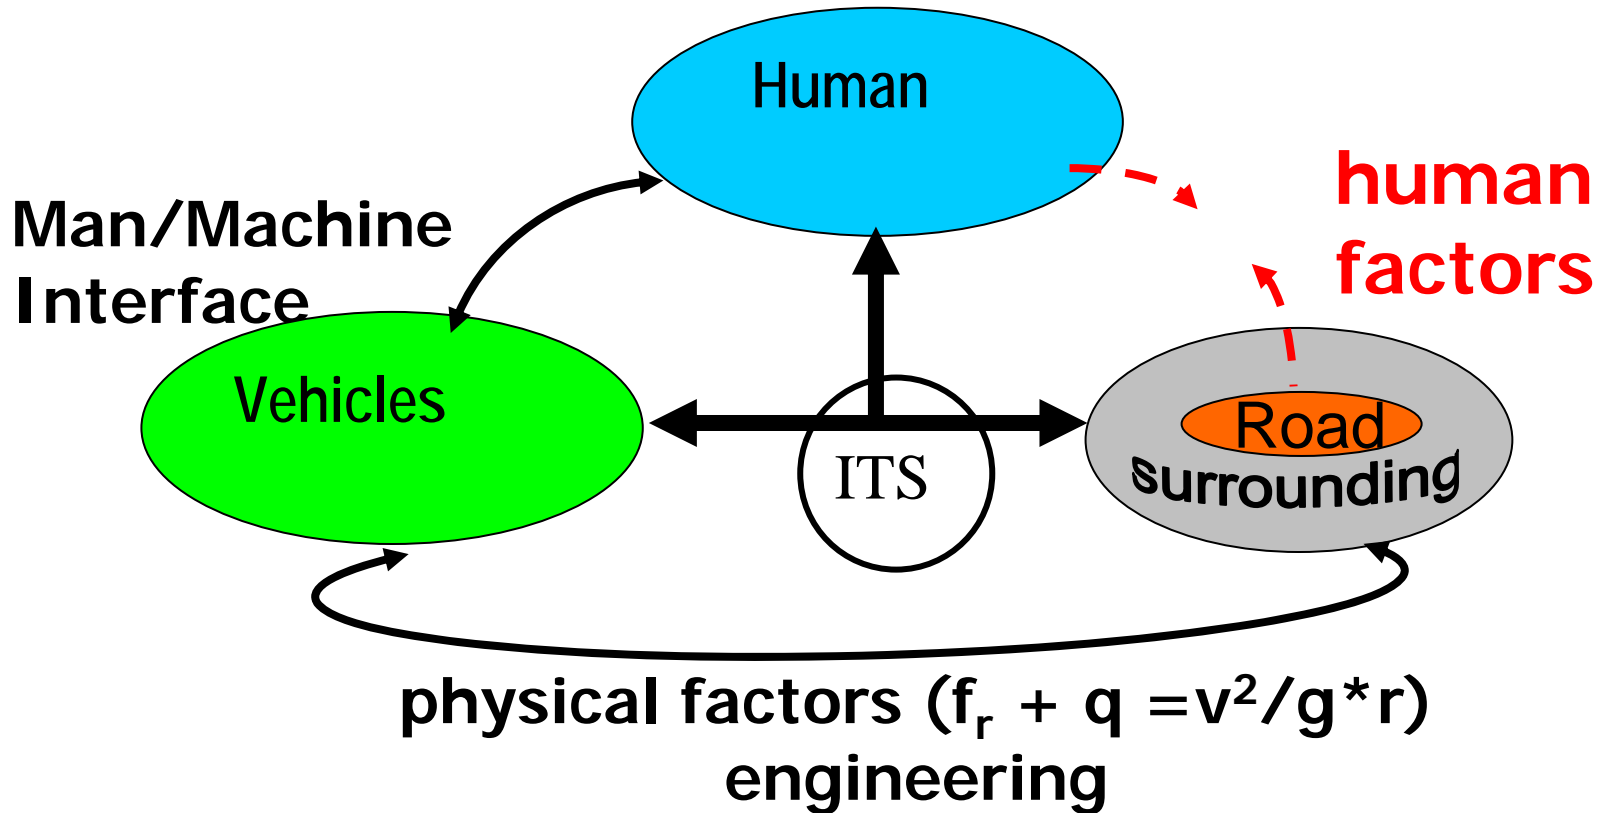 Human
human
factors
Man/Machine
Interface
Vehicles
ITS
Road
surrounding
physical factors (fᵣ + q =v²/g*r)
engineering